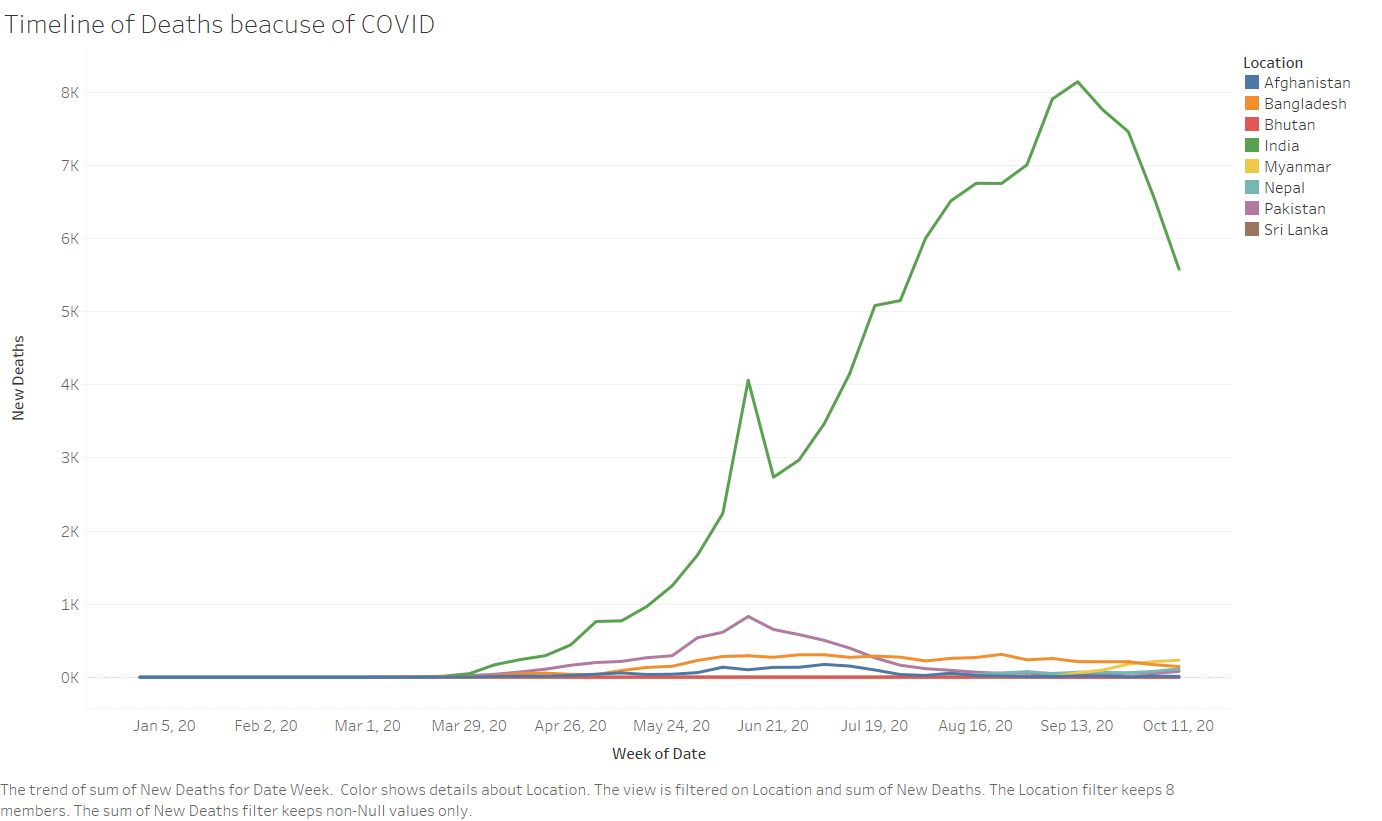 Timeline of Deaths beacuse of COVID
Location
Afghanistan
Bangladesh
Bhutan
India
Myanmar
Nepal
Pakistan
Sri Lanka
8K
7K
6K
5K
4K
3K
2K
1K
0K
New Deaths
Jan 5, 20 Feb 2, 20 Mar 1, 20 Mar 29, 20 Apr 26, 20 May 24, 20 Jun 21, 20 Jul 19, 20 Aug 16, 20 Sep 13, 20 Oct 11, 20
Week of Date
The trend of sum of New Deaths for Date Week.  Color shows details about Location. The view is filtered on Location and sum of New Deaths. The Location filter keeps 8
members. The sum of New Deaths filter keeps non-Null values only.